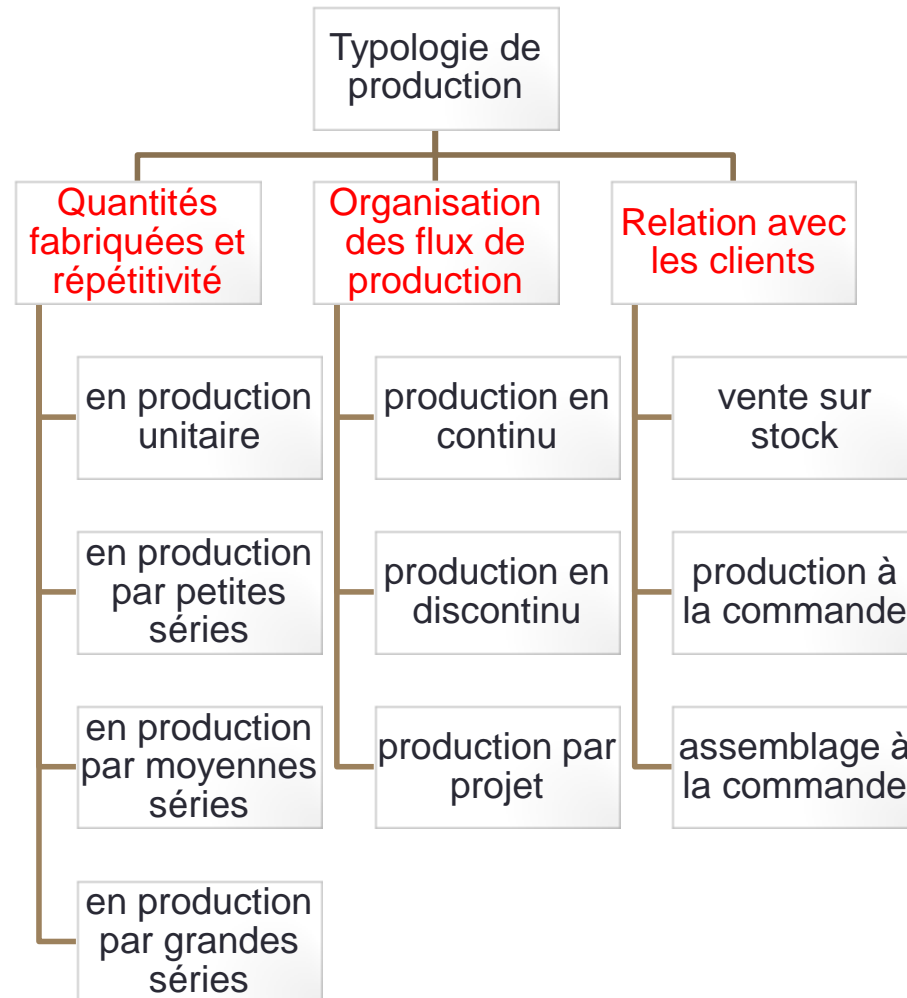 Typologie de
production
Quantités
fabriquées et
répétitivité
en production
unitaire
en production
par petites
séries
en production
par moyennes
séries
en production
par grandes
séries
Organisation
des flux de
production
production en
continu
production en
discontinu
production par
projet
Relation avec
les clients
vente sur
stock
production à
la commande
assemblage à
la commande